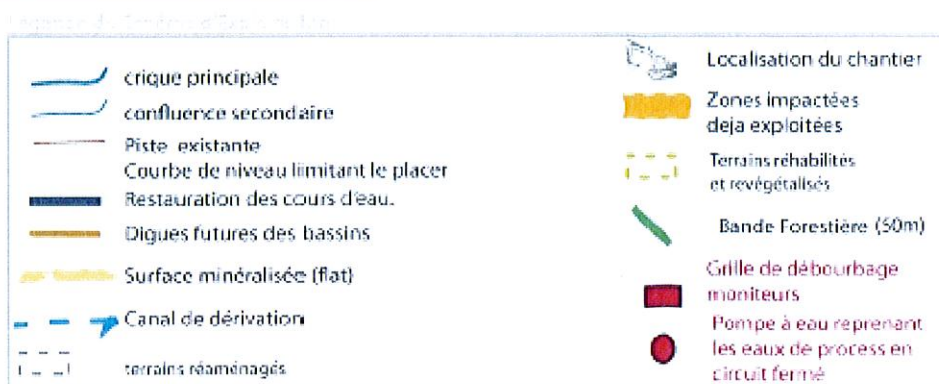 crique principale
confluence secondaire
Piste existante
Courbe de niveau liimitant le placer
Restauration des cours d'eau.
Digues futures des bassins
Surface minéralisée (flat)
Canal de dérivation
terrains réaménagés
Localisation du chantier
Zones impactées
deja exploitées
Terrains réhabilités
et revégétalisés
Bande Forestière (50m)
Grille de débourbage
moniteurs
Pompe à eau reprenant
les eaux de process en
circuit fermé